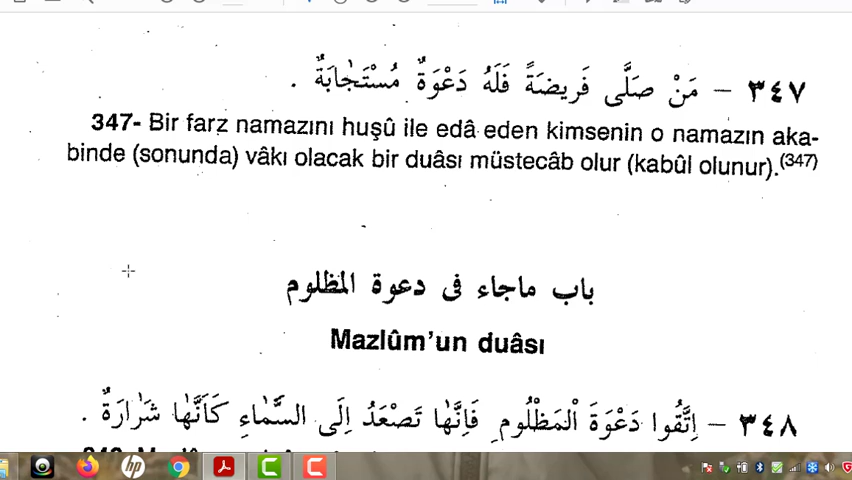 ٣٤٧ – مَنْ صَلَّى فَرِيضَةً فَلَهُ دَعْوَةٌ مُسْتَجَابَةٌ .
347- Bir farz namazını huşû ile edâ eden kimsenin o namazın aka-
binde (sonunda) vâkı olacak bir duâsı müstecâb olur (kabûl olunur).(347)
باب ماجاء فى دعوة المظلوم
Mazlûm'un duâsı
٣٤٨ – اِتَّقُوا دَعْوَةَ الْمَظْلُومِ فَاِنَّهَا تَصْعَدُ اِلَى السَّمَاءِ كَاَنَّهَا شَرَارَةٌ .